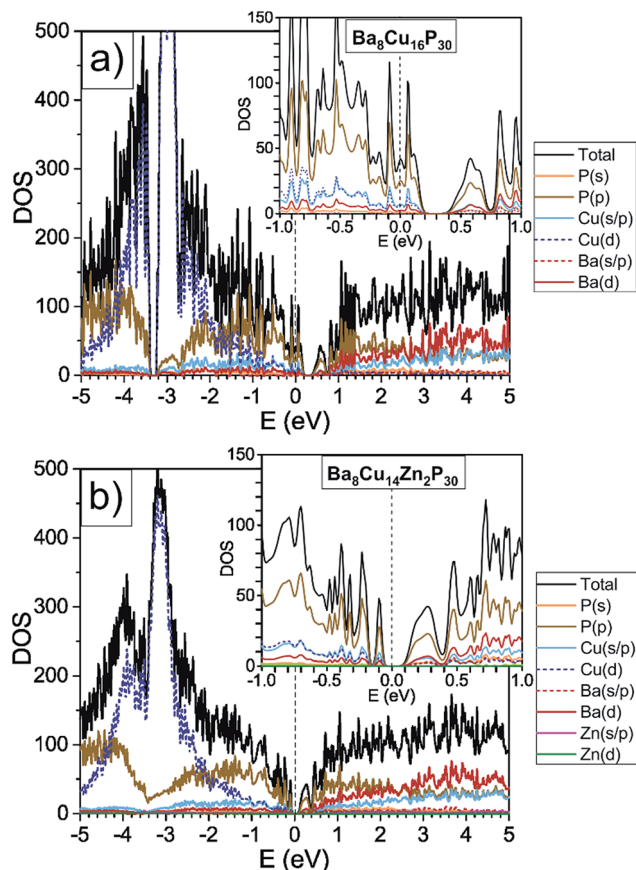 a)
Ba8Cu16P30
DOS
500
400
300
200
100
0
-5 -4 -3 -2 -1 0 1 2 3 4 5
E (eV)
DOS
150
100
50
0
-1.0 -0.5 0.0 0.5 1.0
E (eV)
Total
P(s)
P(p)
Cu(s/p)
Cu(d)
Ba(s/p)
Ba(d)
b)
Ba8Cu14Zn2P30
DOS
500
400
300
200
100
0
-5 -4 -3 -2 -1 0 1 2 3 4 5
E (eV)
DOS
150
100
50
0
-1.0 -0.5 0.0 0.5 1.0
E (eV)
Total
P(s)
P(p)
Cu(s/p)
Cu(d)
Ba(s/p)
Ba(d)
Zn(s/p)
Zn(d)